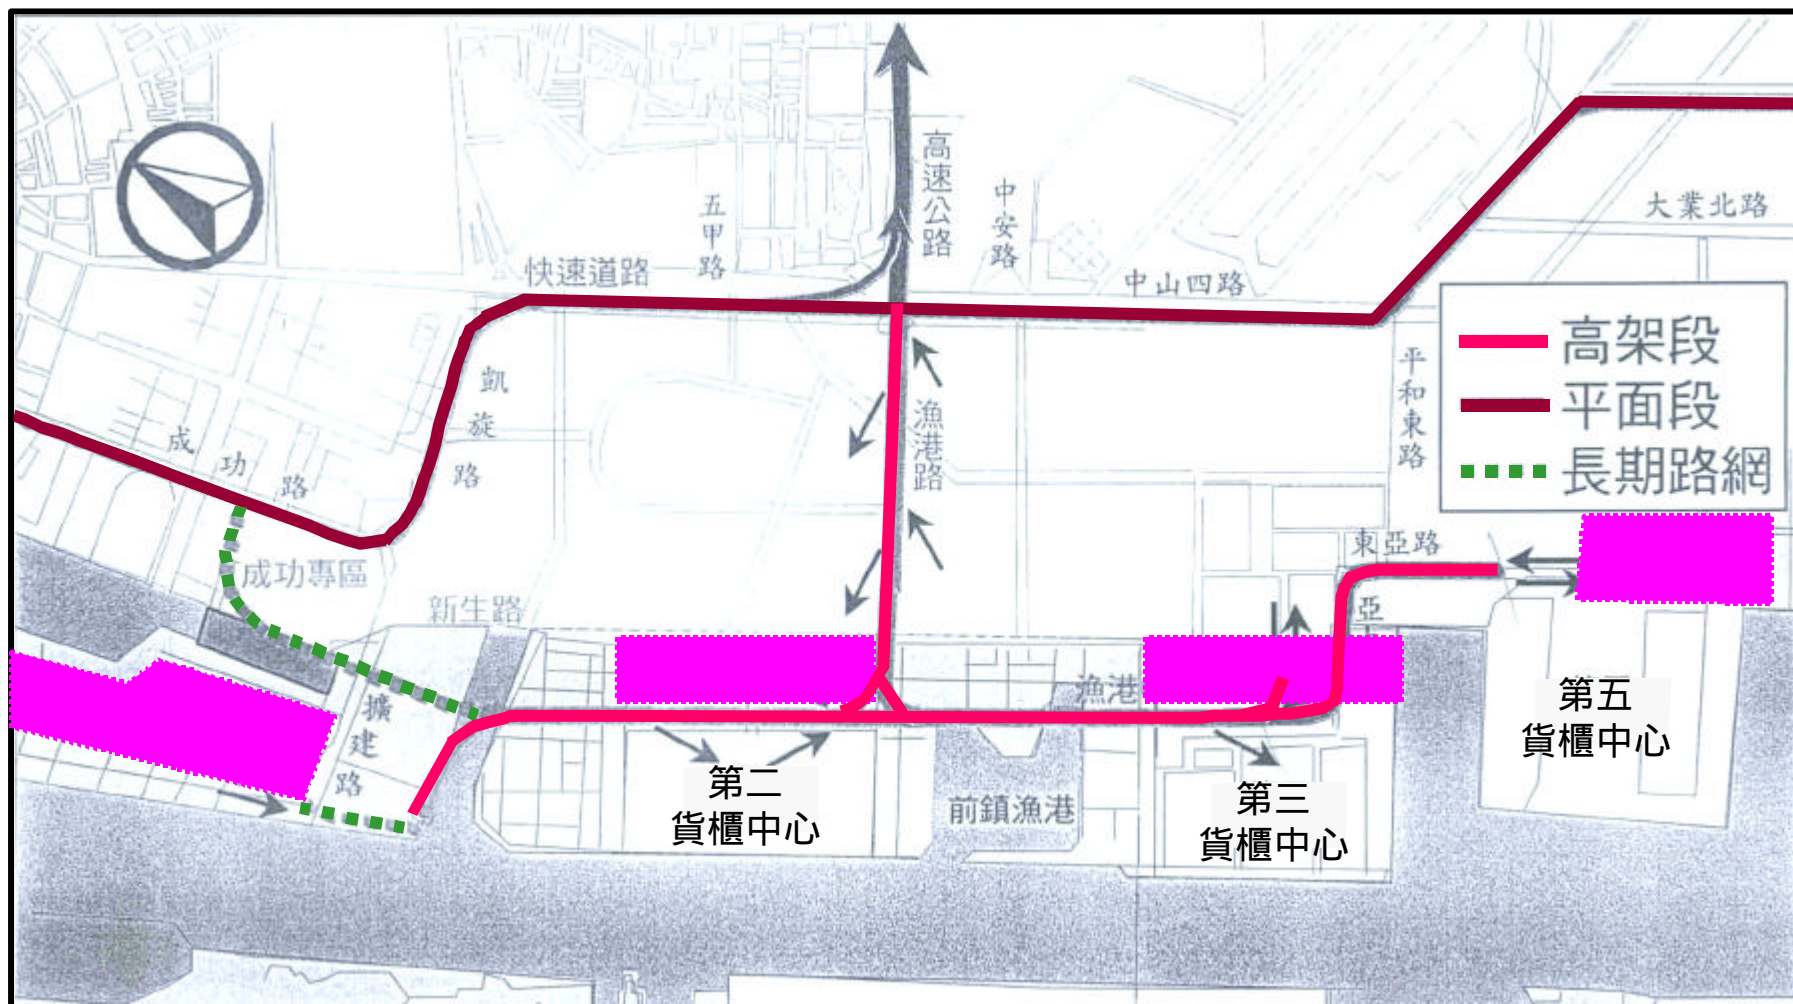 高速公路
中安路
五甲路
大業北路
快速道路
中山四路
高架段
平面段
長期路網
凱旋路
平和東路
漁港路
成功路
東亞路
成功專區
新生路
亞
漁港
擴建路
第五
貨櫃中心
第二
貨櫃中心
第三
貨櫃中心
前鎮漁港